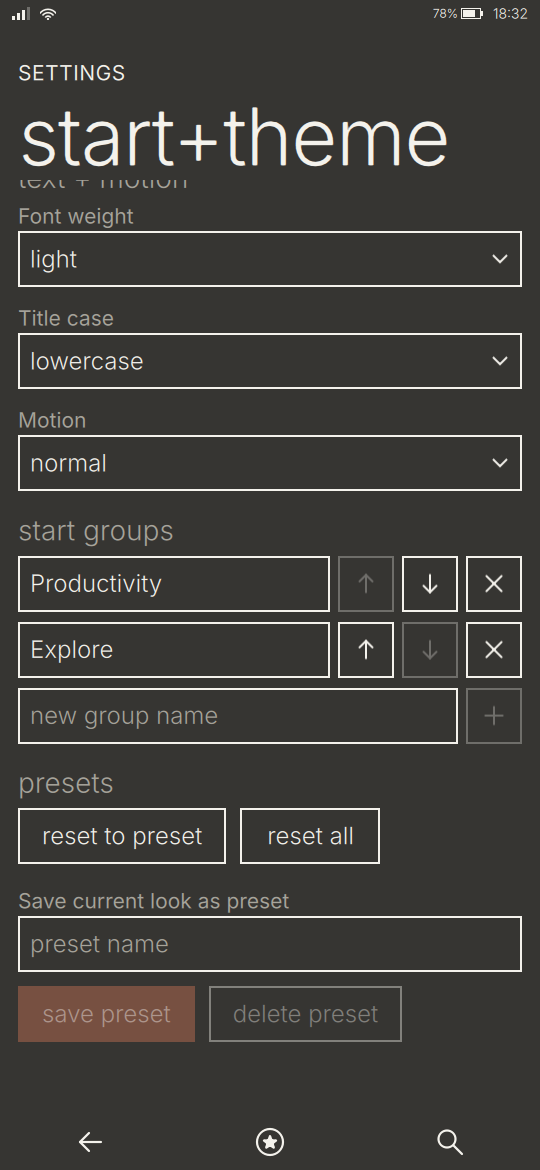 78% 18:32
SETTINGS
start+theme
text + motion
Font weight
light
Title case
lowercase
Motion
normal
start groups
Productivity
Explore
new group name
presets
reset to preset reset all
Save current look as preset
preset name
save preset delete preset